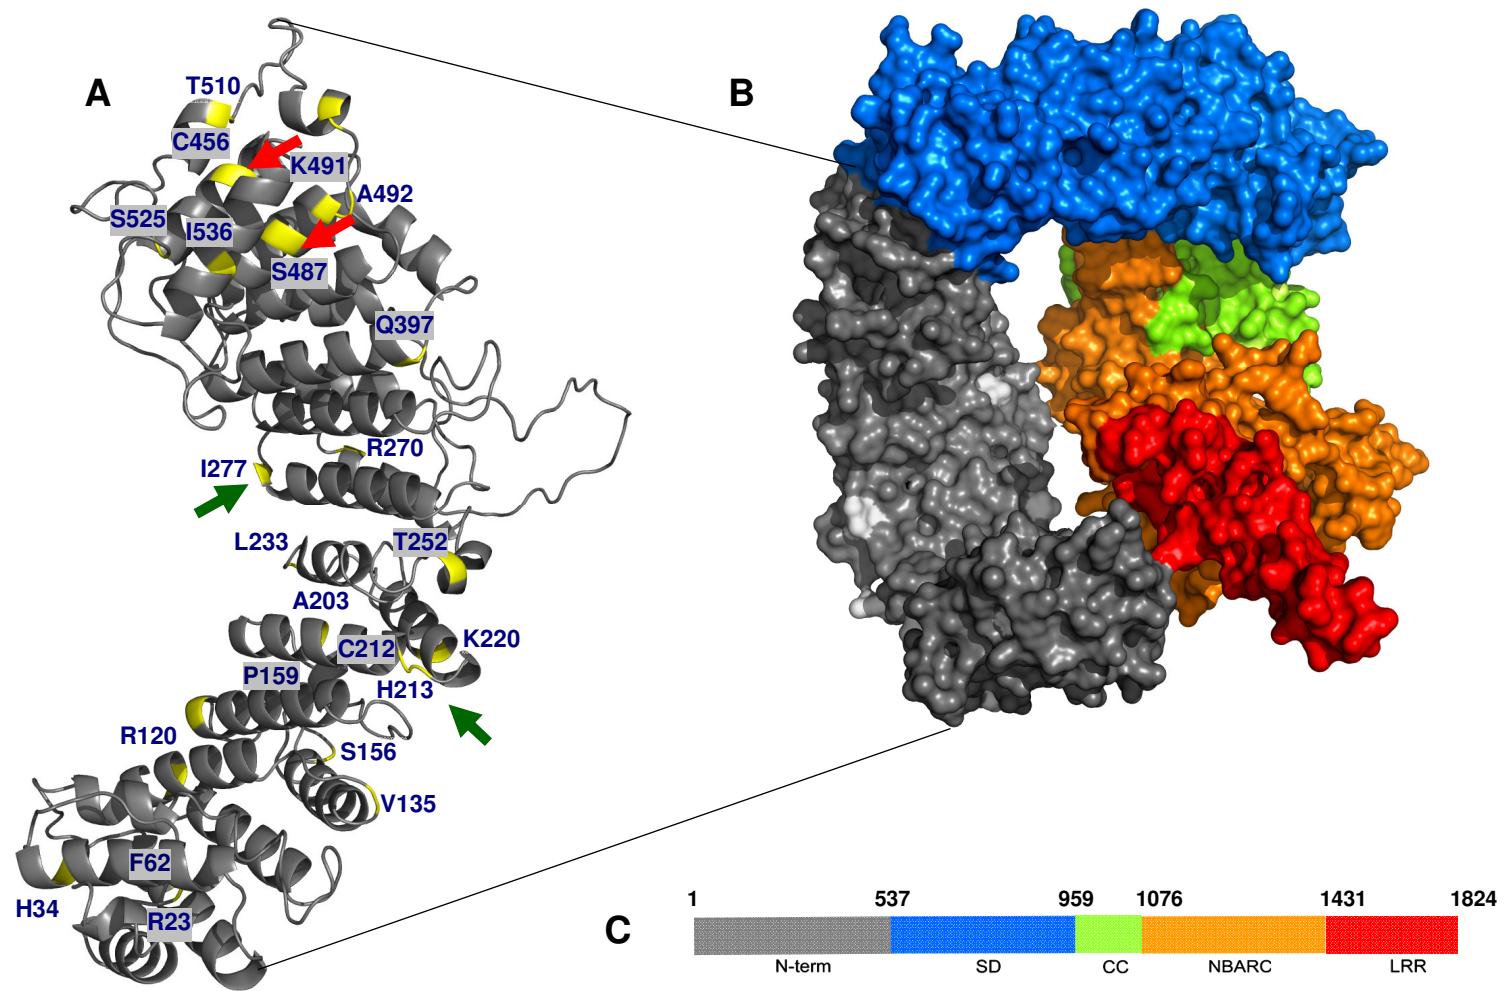 A
B
T510
C456
K491
A492
S525
I536
S487
Q397
R270
I277
L233
T252
A203
C212
K220
P159
H213
R120
S156
V135
F62
H34
R23
C
1 537 959 1076 1431 1824
N-term SD CC NBARC LRR